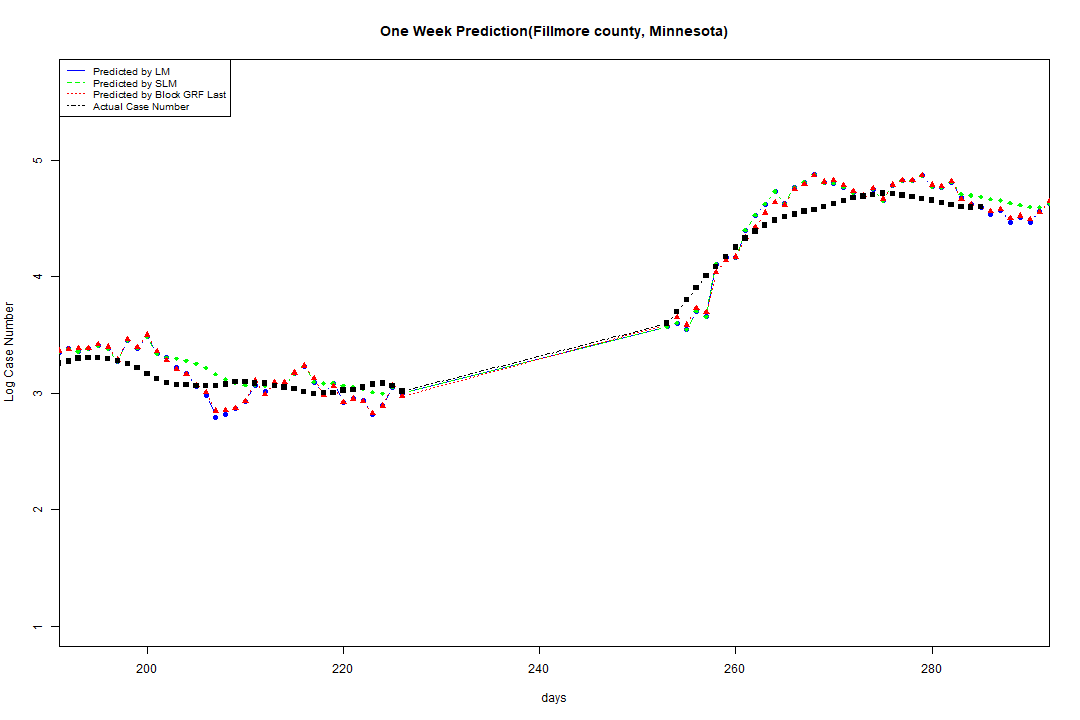 One Week Prediction(Fillmore county, Minnesota)
Predicted by LM
Predicted by SLM
Predicted by Block GRF Last
Actual Case Number
5
4
3
2
1
Log Case Number
200 220 240 260 280
days